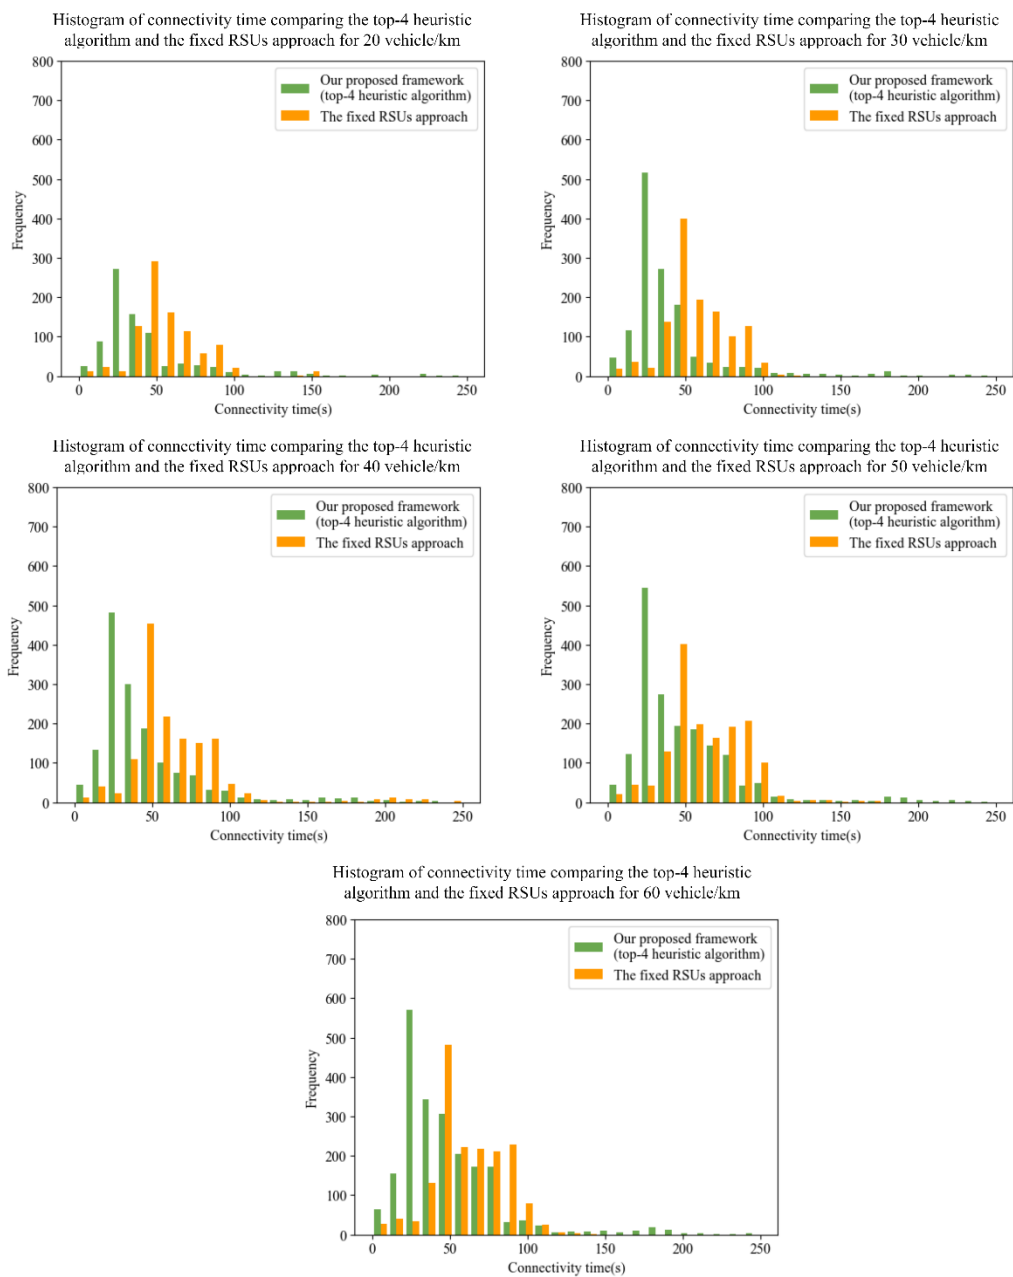 Histogram of connectivity time comparing the top-4 heuristic
algorithm and the fixed RSUs approach for 20 vehicle/km
800
700
600
500
400
300
200
100
0
Frequency
Our proposed framework
(top-4 heuristic algorithm)
The fixed RSUs approach
0 50 100 150 200 250
Connectivity time(s)
Histogram of connectivity time comparing the top-4 heuristic
algorithm and the fixed RSUs approach for 30 vehicle/km
800
700
600
500
400
300
200
100
0
Frequency
Our proposed framework
(top-4 heuristic algorithm)
The fixed RSUs approach
0 50 100 150 200 250
Connectivity time(s)
Histogram of connectivity time comparing the top-4 heuristic
algorithm and the fixed RSUs approach for 40 vehicle/km
800
700
600
500
400
300
200
100
0
Frequency
Our proposed framework
(top-4 heuristic algorithm)
The fixed RSUs approach
0 50 100 150 200 250
Connectivity time(s)
Histogram of connectivity time comparing the top-4 heuristic
algorithm and the fixed RSUs approach for 50 vehicle/km
800
700
600
500
400
300
200
100
0
Frequency
Our proposed framework
(top-4 heuristic algorithm)
The fixed RSUs approach
0 50 100 150 200 250
Connectivity time(s)
Histogram of connectivity time comparing the top-4 heuristic
algorithm and the fixed RSUs approach for 60 vehicle/km
800
700
600
500
400
300
200
100
0
Frequency
Our proposed framework
(top-4 heuristic algorithm)
The fixed RSUs approach
0 50 100 150 200 250
Connectivity time(s)